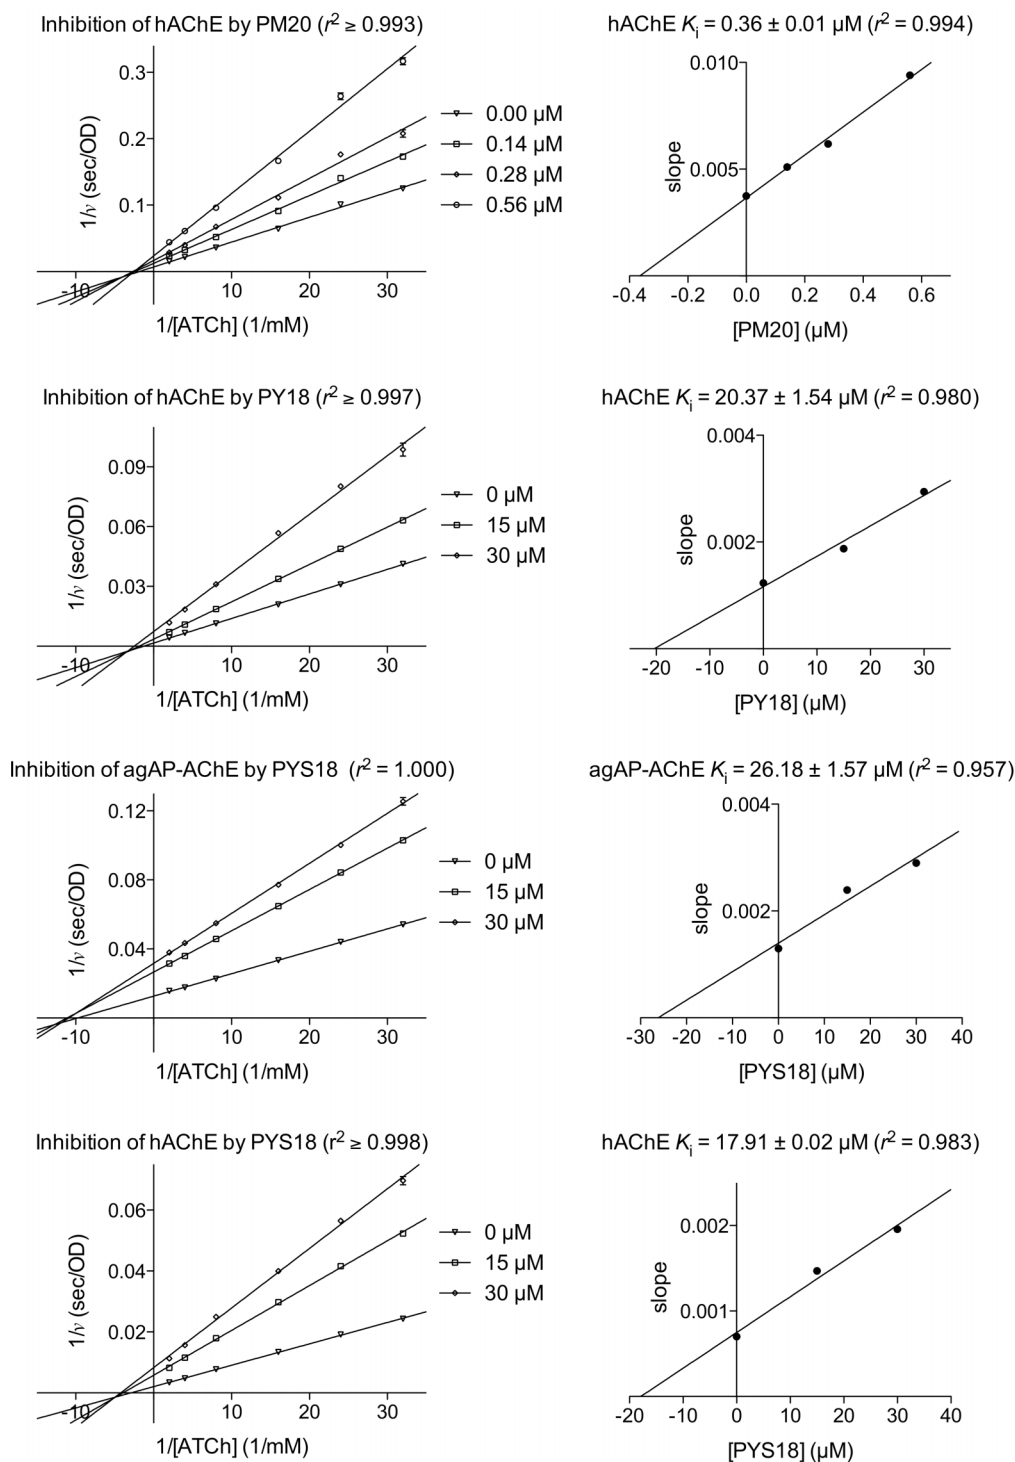 Inhibition of hAChE by PM20 (r² ≥ 0.993)
0.3
0.2
0.1
-10
10
20
30
1/v (sec/OD)
1/[ATCh] (1/mM)
0.00 µM
0.14 µM
0.28 µM
0.56 µM
hAChE Ki = 0.36 ± 0.01 µM (r² = 0.994)
0.010
0.005
slope
-0.4
-0.2
0.0
0.2
0.4
0.6
[PM20] (µM)
Inhibition of hAChE by PY18 (r² ≥ 0.997)
0.09
0.06
0.03
-10
10
20
30
1/v (sec/OD)
1/[ATCh] (1/mM)
0 µM
15 µM
30 µM
hAChE Ki = 20.37 ± 1.54 µM (r² = 0.980)
0.004
0.002
slope
-20
-10
0
10
20
30
[PY18] (µM)
Inhibition of agAP-AChE by PYS18 (r² = 1.000)
0.12
0.08
0.04
-10
10
20
30
1/v (sec/OD)
1/[ATCh] (1/mM)
0 µM
15 µM
30 µM
agAP-AChE Ki = 26.18 ± 1.57 µM (r² = 0.957)
0.004
0.002
slope
-30
-20
-10
0
10
20
30
40
[PYS18] (µM)
Inhibition of hAChE by PYS18 (r² ≥ 0.998)
0.06
0.04
0.02
-10
10
20
30
1/v (sec/OD)
1/[ATCh] (1/mM)
0 µM
15 µM
30 µM
hAChE Ki = 17.91 ± 0.02 µM (r² = 0.983)
0.002
0.001
slope
-20
-10
0
10
20
30
40
[PYS18] (µM)